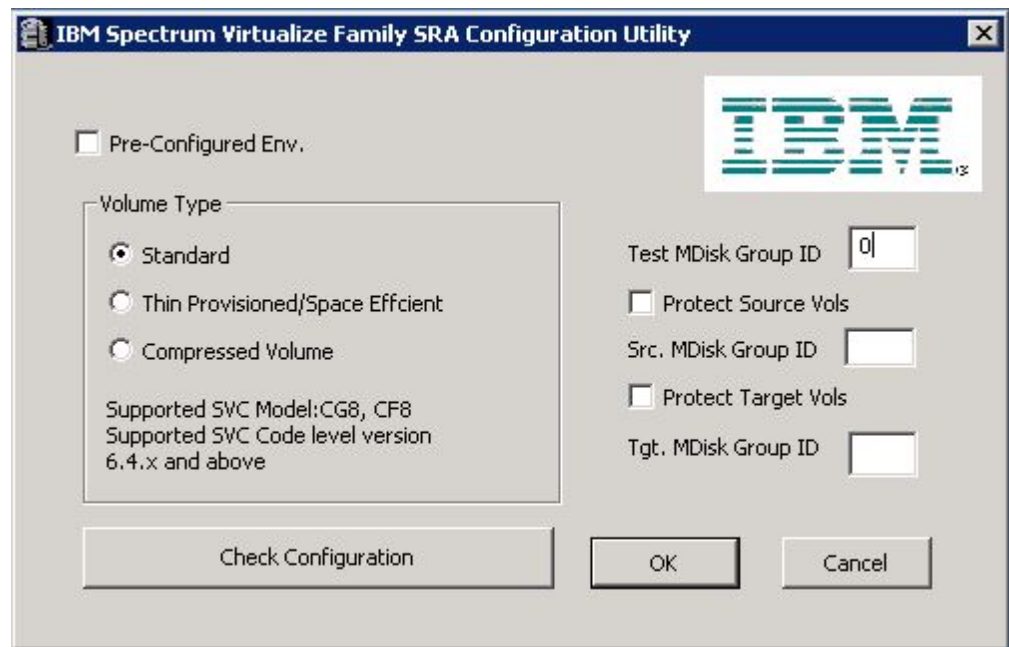 IBM Spectrum Virtualize Family SRA Configuration Utility
IBM
Pre-Configured Env.
Volume Type
Standard
Thin Provisioned/Space Effcient
Compressed Volume
Supported SVC Model:CG8, CF8
Supported SVC Code level version
6.4.x and above
Test MDisk Group ID 0
Protect Source Vols
Src. MDisk Group ID
Protect Target Vols
Tgt. MDisk Group ID
Check Configuration
OK
Cancel